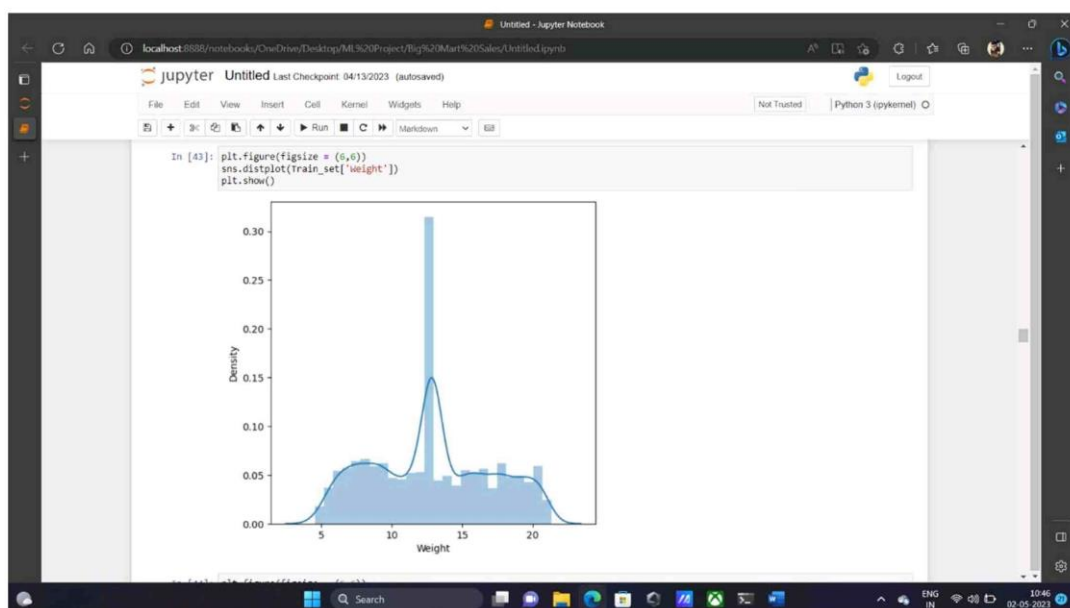 Untitled - Jupyter Notebook
localhost:8888/notebooks/OneDrive/Desktop/ML%20Project/Big%20Mart%20Sales/Untitled.ipynb
jupyter Untitled Last Checkpoint: 04/13/2023 (autosaved)
Logout
File Edit View Insert Cell Kernel Widgets Help
Not Trusted
Python 3 (ipykernel)
Run
Markdown
In [43]: plt.figure(figsize = (6,6))
sns.distplot(Train_set['Weight'])
plt.show()
0.30
0.25
0.20
Density
0.15
0.10
0.05
0.00
5 10 15 20
Weight
Search
ENG
IN
10:46
02-05-2023